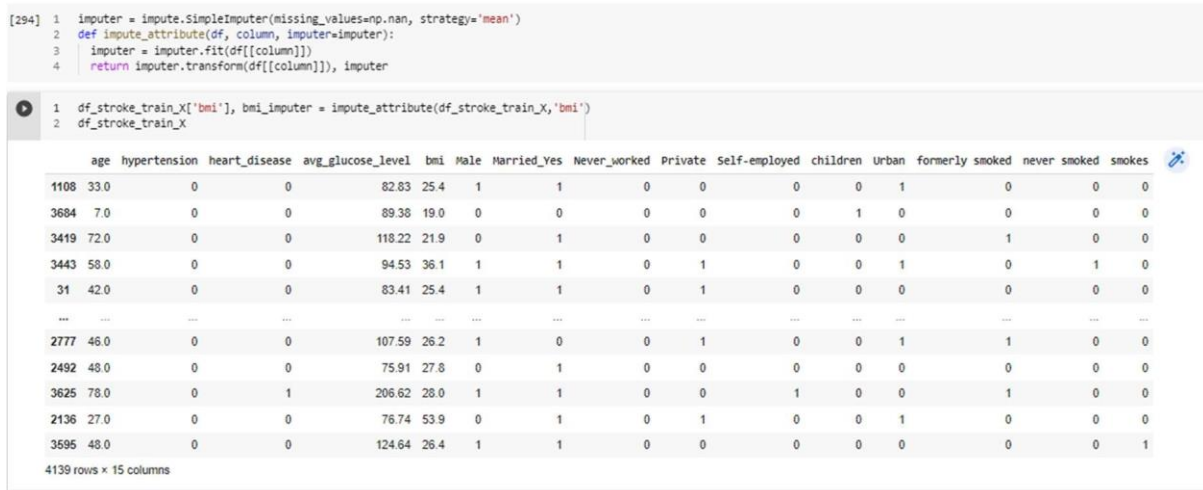 [294] 1 imputer = impute.SimpleImputer(missing_values=np.nan, strategy='mean')
2 def impute_attribute(df, column, imputer=imputer):
3 imputer = imputer.fit(df[[column]])
4 return imputer.transform(df[[column]]), imputer
1 df_stroke_train_X['bmi'], bmi_imputer = impute_attribute(df_stroke_train_X,'bmi')
2 df_stroke_train_X
age hypertension heart_disease avg_glucose_level bmi Male Married_Yes Never_worked Private Self-employed children Urban formerly smoked never smoked smokes
1108 33.0 0 0 82.83 25.4 1 1 0 0 0 0 1 0 0 0
3684 7.0 0 0 89.38 19.0 0 0 0 0 0 1 0 0 0 0
3419 72.0 0 0 118.22 21.9 0 1 0 0 0 0 0 1 0 0
3443 58.0 0 0 94.53 36.1 1 1 0 1 0 0 1 0 1 0
31 42.0 0 0 83.41 25.4 1 1 0 1 0 0 0 0 0 0
... ... ... ... ... ... ... ... ... ... ... ... ... ... ... ...
2777 46.0 0 0 107.59 26.2 1 0 0 1 0 0 1 1 0 0
2492 48.0 0 0 75.91 27.8 0 1 0 0 0 0 0 0 0 0
3625 78.0 0 1 206.62 28.0 1 1 0 0 1 0 0 1 0 0
2136 27.0 0 0 76.74 53.9 0 1 0 1 0 0 1 0 0 0
3595 48.0 0 0 124.64 26.4 1 1 0 0 0 0 0 0 0 1
4139 rows × 15 columns